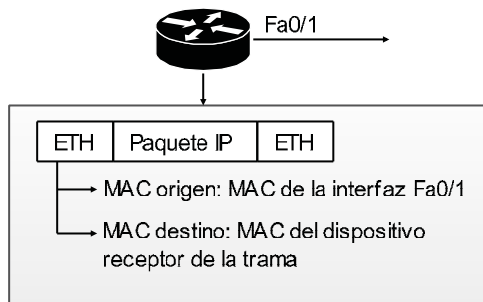 Fa0/1
ETH Paquete IP ETH
MAC origen: MAC de la interfaz Fa0/1
MAC destino: MAC del dispositivo
receptor de la trama